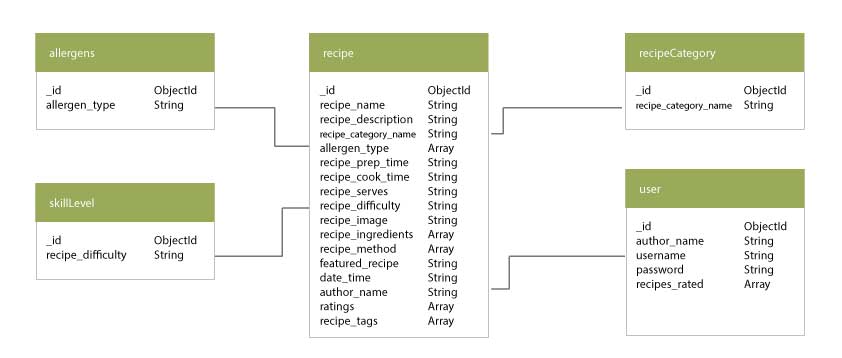 allergens
_id ObjectId
allergen_type String
skillLevel
_id ObjectId
recipe_difficulty String
recipe
_id ObjectId
recipe_name String
recipe_description String
recipe_category_name String
allergen_type Array
recipe_prep_time String
recipe_cook_time String
recipe_serves String
recipe_difficulty String
recipe_image String
recipe_ingredients Array
recipe_method Array
featured_recipe String
date_time String
author_name String
ratings Array
recipe_tags Array
recipeCategory
_id ObjectId
recipe_category_name String
user
_id ObjectId
author_name String
username String
password String
recipes_rated Array